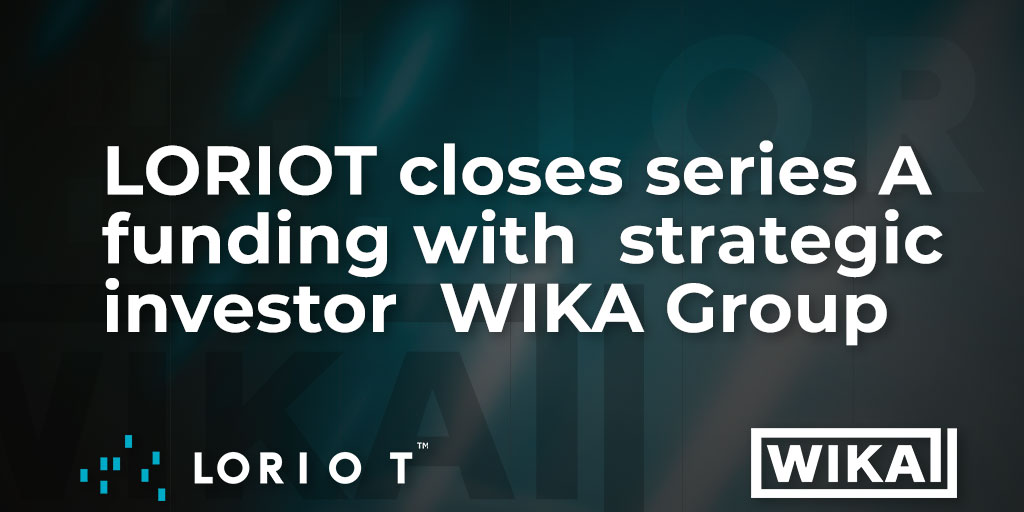 LORIOT closes series A
funding with strategic
investor WIKA Group
LORIOT™
WIKA